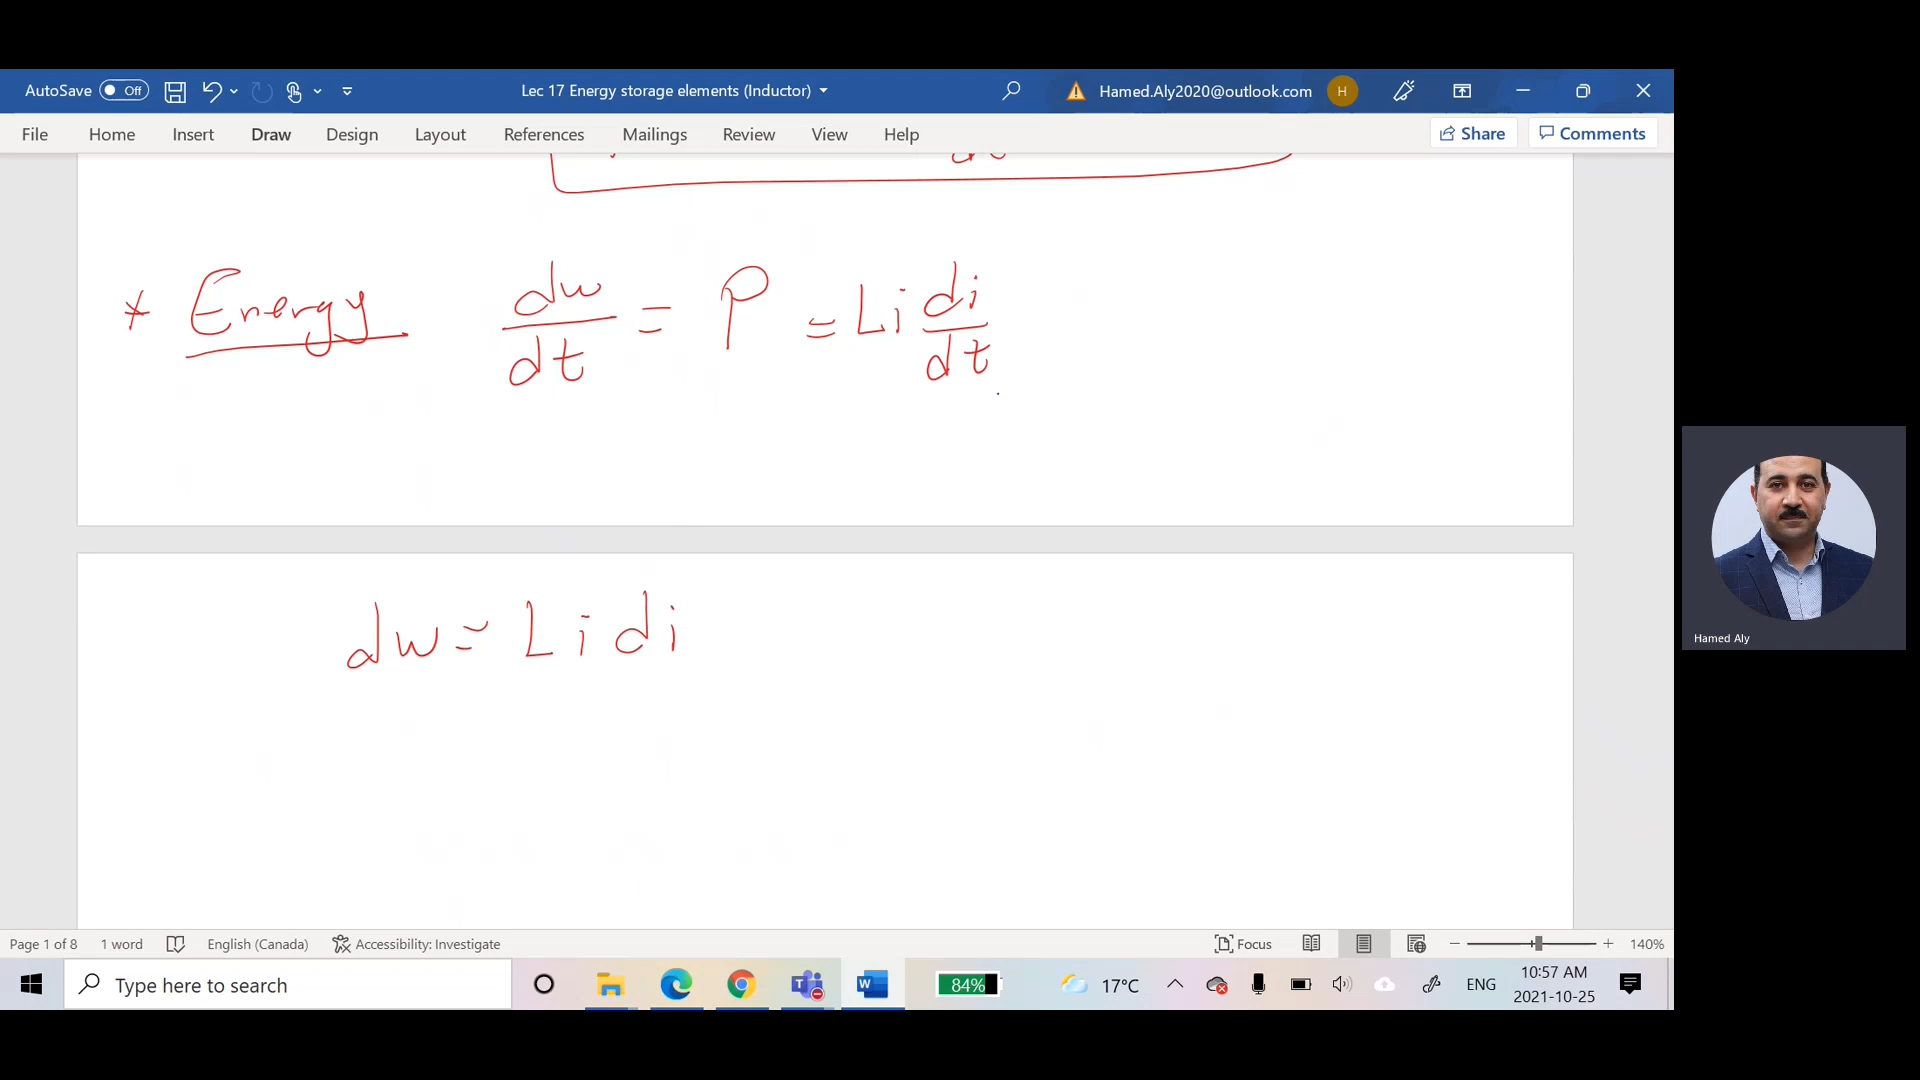 AutoSave Off Lec 17 Energy storage elements (Inductor) Hamed.Aly2020@outlook.com H
File Home Insert Draw Design Layout References Mailings Review View Help Share Comments
* Energy dw/dt = P = Li di/dt
dw = L i di
Hamed Aly
Page 1 of 8 1 word English (Canada) Accessibility: Investigate Focus 140%
Type here to search 84% 17°C ENG 10:57 AM
2021-10-25